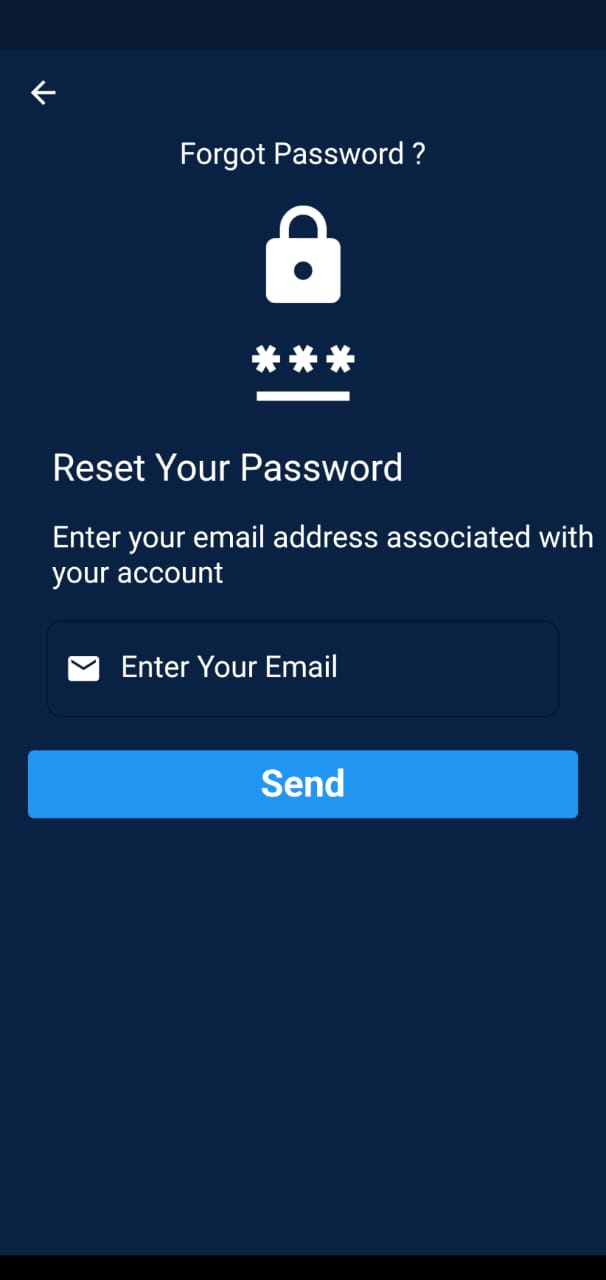 Forgot Password ?
***
Reset Your Password
Enter your email address associated with
your account
Enter Your Email
Send